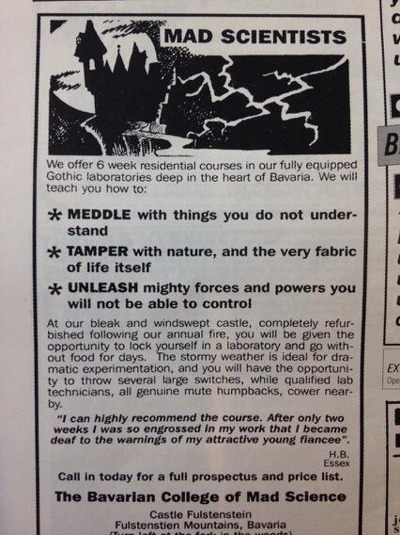 MAD SCIENTISTS
We offer 6 week residential courses in our fully equipped
Gothic laboratories deep in the heart of Bavaria. We will
teach you how to:
* MEDDLE with things you do not under-
stand
* TAMPER with nature, and the very fabric
of life itself
* UNLEASH mighty forces and powers you
will not be able to control
At our bleak and windswept castle, completely refur-
bished following our annual fire, you will be given the
opportunity to lock yourself in a laboratory and go with-
out food for days. The stormy weather is ideal for dra-
matic experimentation, and you will have the opportuni-
ty to throw several large switches, while qualified lab
technicians, all genuine mute humpbacks, cower near-
by.
"I can highly recommend the course. After only two
weeks I was so engrossed in my work that I became
deaf to the warnings of my attractive young fiancee".
H.B.
Essex
Call in today for a full prospectus and price list.
The Bavarian College of Mad Science
Castle Fulstenstein
Fulstenstien Mountains, Bavaria
(Turn left at the fork in the woods)